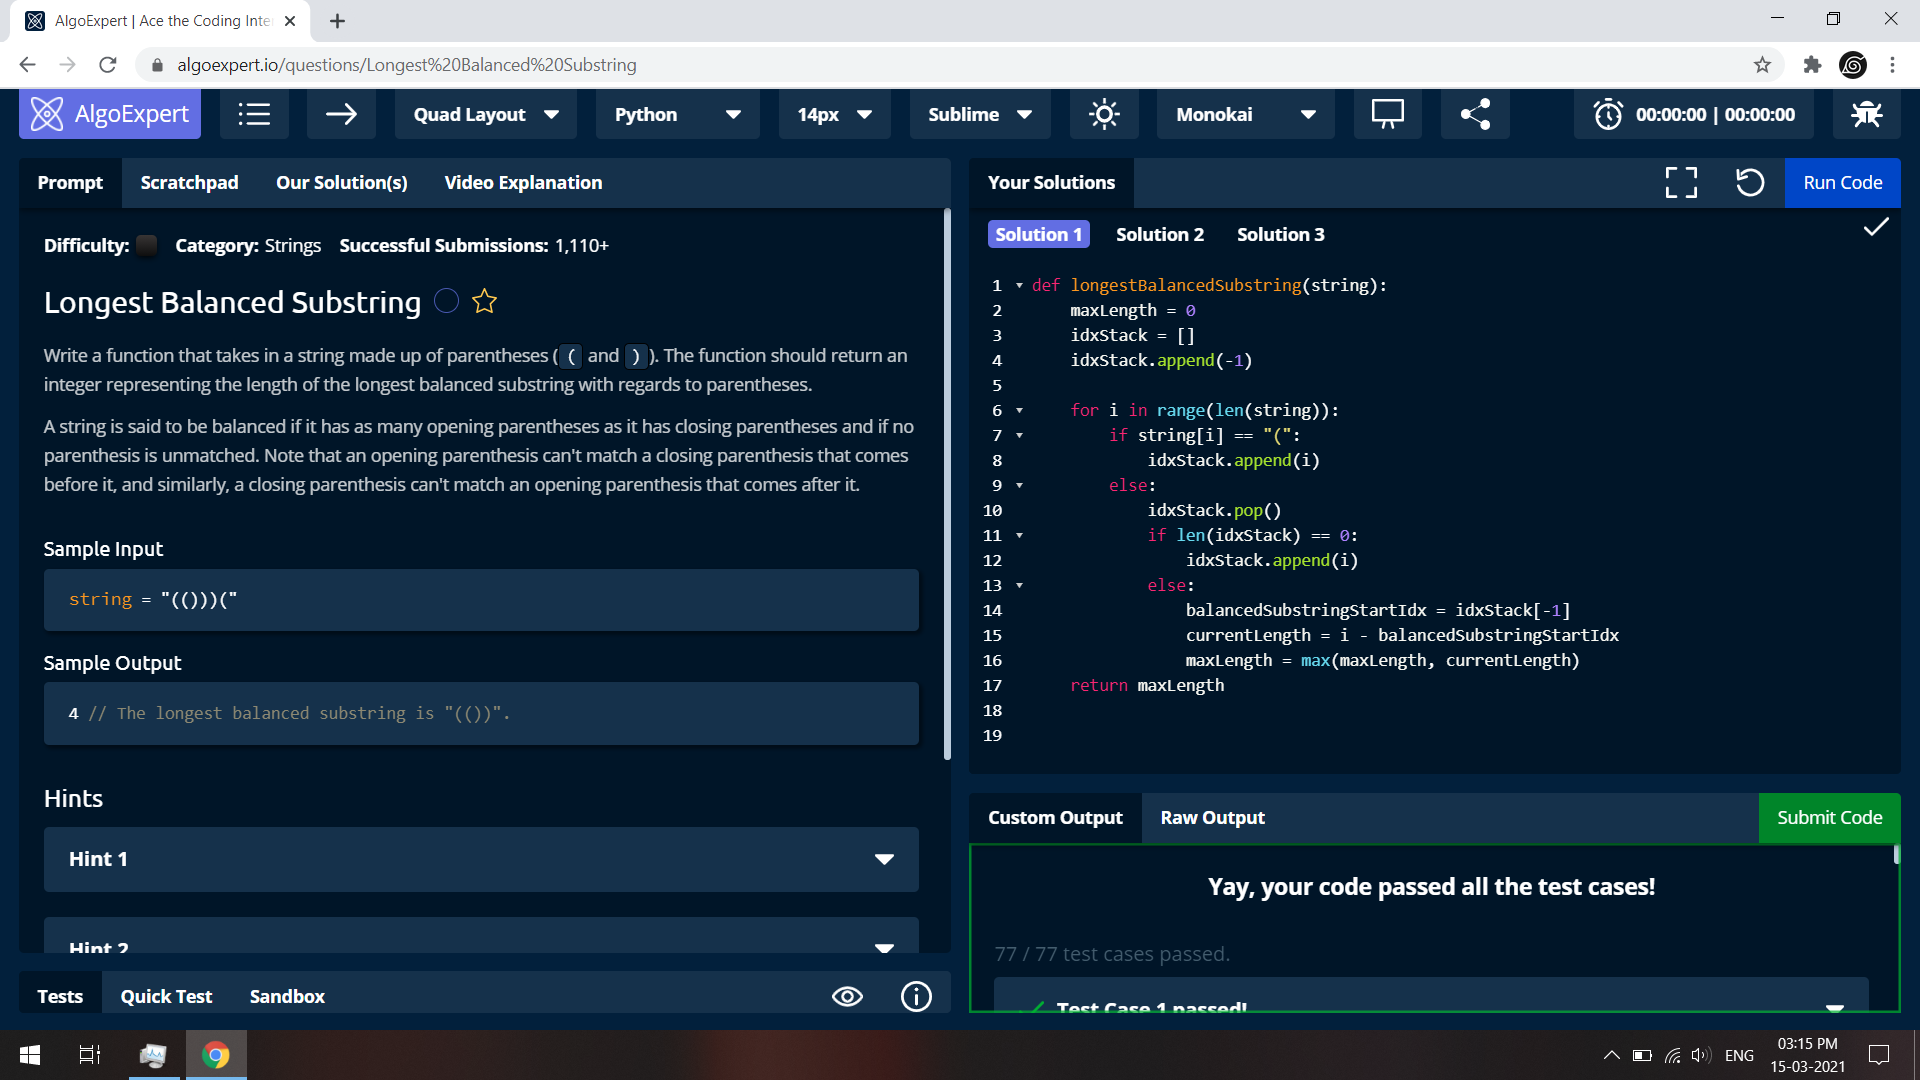 AlgoExpert | Ace the Coding Inte
algoexpert.io/questions/Longest%20Balanced%20Substring
AlgoExpert
Quad Layout
Python
14px
Sublime
Monokai
00:00:00 | 00:00:00
Prompt
Scratchpad
Our Solution(s)
Video Explanation
Difficulty: Category: Strings Successful Submissions: 1,110+
Longest Balanced Substring
Write a function that takes in a string made up of parentheses ( ( and ) ). The function should return an
integer representing the length of the longest balanced substring with regards to parentheses.
A string is said to be balanced if it has as many opening parentheses as it has closing parentheses and if no
parenthesis is unmatched. Note that an opening parenthesis can't match a closing parenthesis that comes
before it, and similarly, a closing parenthesis can't match an opening parenthesis that comes after it.
Sample Input
string = "(()))("
Sample Output
4 // The longest balanced substring is "(())".
Hints
Hint 1
Hint 2
Tests
Quick Test
Sandbox
Your Solutions
Run Code
Solution 1
Solution 2
Solution 3
1 def longestBalancedSubstring(string):
2 maxLength = 0
3 idxStack = []
4 idxStack.append(-1)
5
6 for i in range(len(string)):
7 if string[i] == "(":
8 idxStack.append(i)
9 else:
10 idxStack.pop()
11 if len(idxStack) == 0:
12 idxStack.append(i)
13 else:
14 balancedSubstringStartIdx = idxStack[-1]
15 currentLength = i - balancedSubstringStartIdx
16 maxLength = max(maxLength, currentLength)
17 return maxLength
18
19
Custom Output
Raw Output
Submit Code
Yay, your code passed all the test cases!
77 / 77 test cases passed.
Test Case 1 passed!
ENG
03:15 PM
15-03-2021